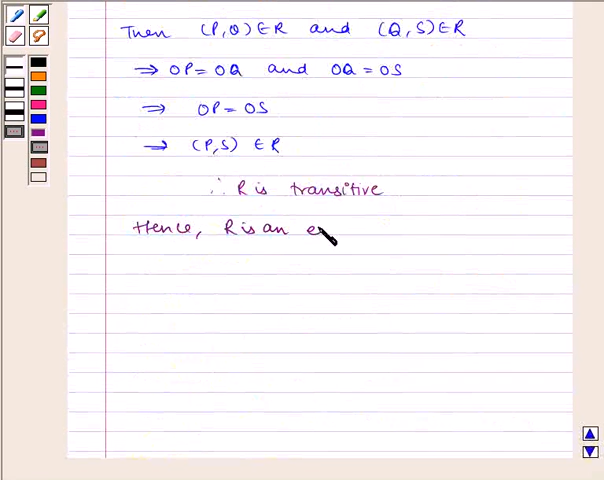 Then (P,Q)∈R and (Q,S)∈R
⇒ OP=OQ and OQ=OS
⇒ OP=OS
⇒ (P,S) ∈R
∴ R is transitive
Hence, R is an e